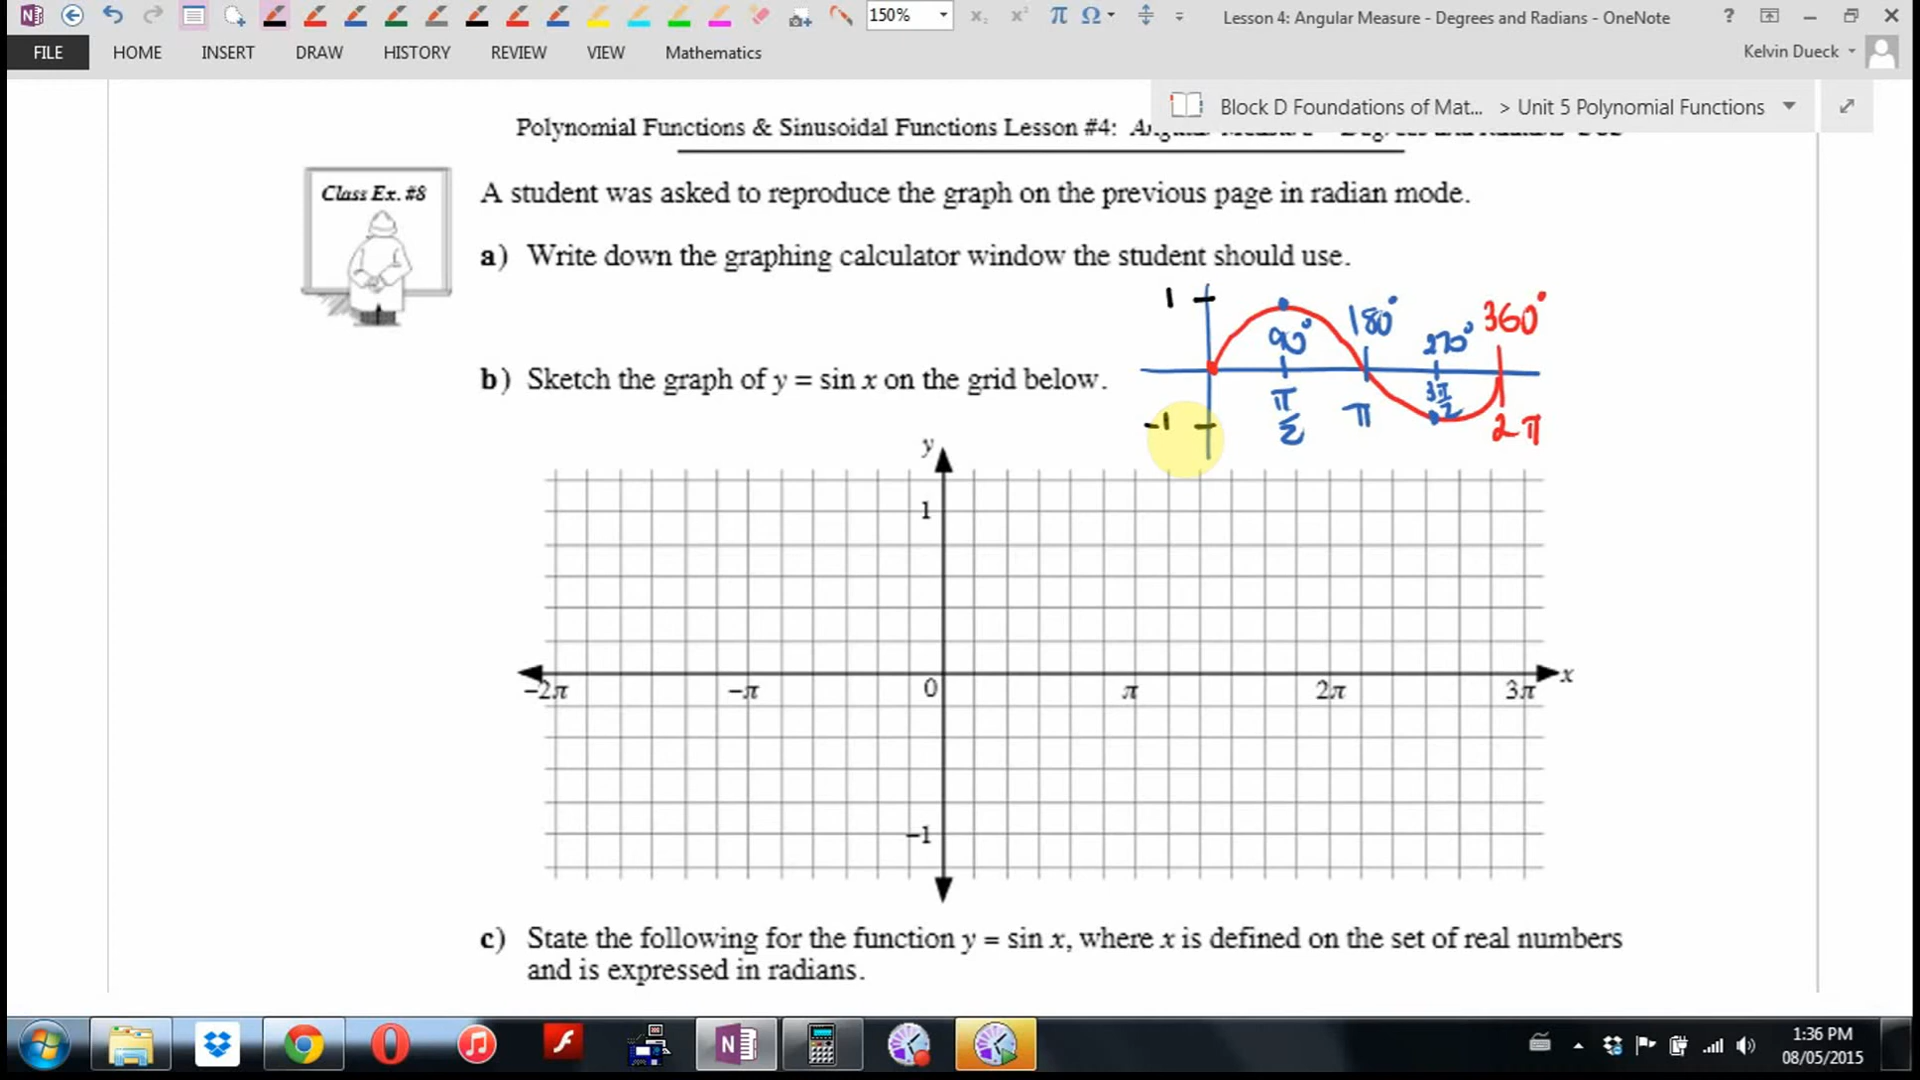 150%
Lesson 4: Angular Measure - Degrees and Radians - OneNote
FILE HOME INSERT DRAW HISTORY REVIEW VIEW Mathematics
Kelvin Dueck
Block D Foundations of Mat... > Unit 5 Polynomial Functions
Polynomial Functions & Sinusoidal Functions Lesson #4:
Class Ex. #8
A student was asked to reproduce the graph on the previous page in radian mode.
a) Write down the graphing calculator window the student should use.
1
90° 180° 270° 360°
π/2 π 3π/2 2π
-1
b) Sketch the graph of y = sin x on the grid below.
y
1
-2π -π 0 π 2π 3π x
-1
c) State the following for the function y = sin x, where x is defined on the set of real numbers
and is expressed in radians.
1:36 PM
08/05/2015